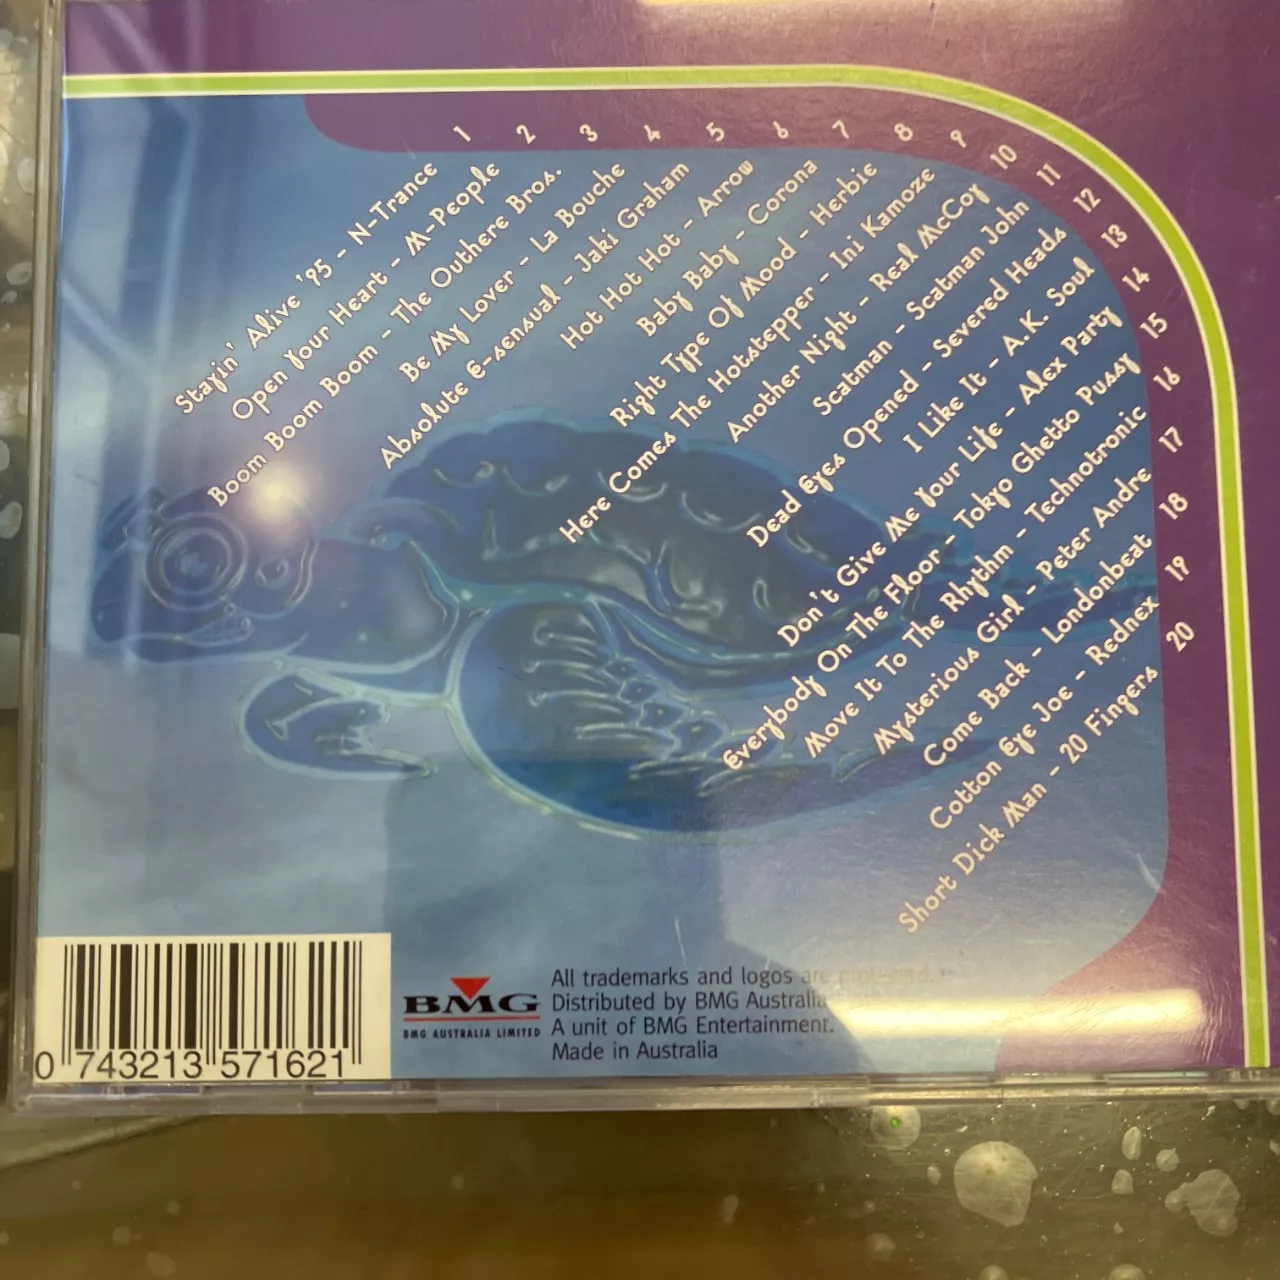 1 Stayin' Alive '95 - N-Trance
2 Open Your Heart - M-People
3 Boom Boom Boom - The Outhere Bros.
4 Be My Lover - La Bouche
5 Absolute E-sensual - Jaki Graham
6 Hot Hot Hot - Arrow
7 Baby Baby - Corona
8 Right Type Of Mood - Herbie
9 Here Comes The Hotstepper - Ini Kamoze
10 Another Night - Real McCoy
11 Scatman - Scatman John
12 Dead Eyes Opened - Severed Heads
13 I Like It - A.K. Soul
14 Don't Give Me Your Life - Alex Party
15 Everybody On The Floor - Tokyo Ghetto Pussy
16 Move It To The Rhythm - Technotronic
17 Mysterious Girl - Peter Andre
18 Come Back - Londonbeat
19 Cotton Eye Joe - Rednex
20 Short Dick Man - 20 Fingers
0 743213 571621
BMG
BMG AUSTRALIA LIMITED
All trademarks and logos are protected.
Distributed by BMG Australia
A unit of BMG Entertainment.
Made in Australia